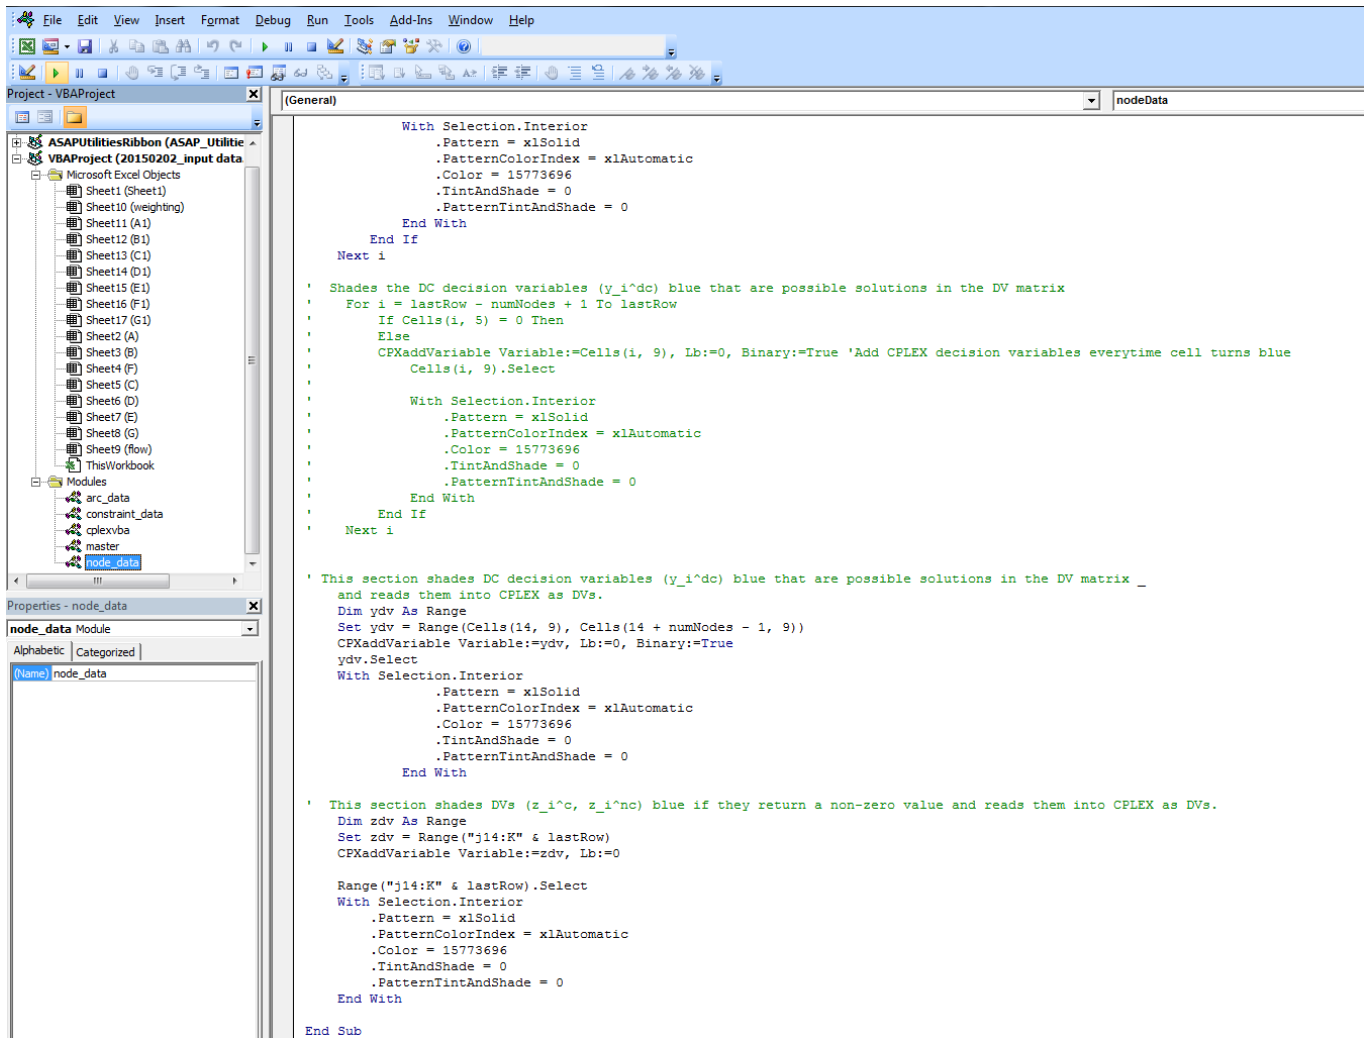 File Edit View Insert Format Debug Run Tools Add-Ins Window Help
Project - VBAProject
ASAPUtilitiesRibbon (ASAP_Utilitie
VBAProject (20150202_input data
Microsoft Excel Objects
Sheet1 (Sheet1)
Sheet10 (weighting)
Sheet11 (A1)
Sheet12 (B1)
Sheet13 (C1)
Sheet14 (D1)
Sheet15 (E1)
Sheet16 (F1)
Sheet17 (G1)
Sheet2 (A)
Sheet3 (B)
Sheet4 (F)
Sheet5 (C)
Sheet6 (D)
Sheet7 (E)
Sheet8 (G)
Sheet9 (flow)
ThisWorkbook
Modules
arc_data
constraint_data
cplexvba
master
node_data
Properties - node_data
node_data Module
Alphabetic Categorized
(Name) node_data
(General) nodeData
With Selection.Interior
.Pattern = xlSolid
.PatternColorIndex = xlAutomatic
.Color = 15773696
.TintAndShade = 0
.PatternTintAndShade = 0
End With
End If
Next i
' Shades the DC decision variables (y_i^dc) blue that are possible solutions in the DV matrix
' For i = lastRow - numNodes + 1 To lastRow
' If Cells(i, 5) = 0 Then
' Else
' CPXaddVariable Variable:=Cells(i, 9), Lb:=0, Binary:=True 'Add CPLEX decision variables everytime cell turns blue
' Cells(i, 9).Select
'
' With Selection.Interior
' .Pattern = xlSolid
' .PatternColorIndex = xlAutomatic
' .Color = 15773696
' .TintAndShade = 0
' .PatternTintAndShade = 0
' End With
' End If
' Next i
' This section shades DC decision variables (y_i^dc) blue that are possible solutions in the DV matrix _
and reads them into CPLEX as DVs.
Dim ydv As Range
Set ydv = Range(Cells(14, 9), Cells(14 + numNodes - 1, 9))
CPXaddVariable Variable:=ydv, Lb:=0, Binary:=True
ydv.Select
With Selection.Interior
.Pattern = xlSolid
.PatternColorIndex = xlAutomatic
.Color = 15773696
.TintAndShade = 0
.PatternTintAndShade = 0
End With
' This section shades DVs (z_i^c, z_i^nc) blue if they return a non-zero value and reads them into CPLEX as DVs.
Dim zdv As Range
Set zdv = Range("j14:K" & lastRow)
CPXaddVariable Variable:=zdv, Lb:=0
Range("j14:K" & lastRow).Select
With Selection.Interior
.Pattern = xlSolid
.PatternColorIndex = xlAutomatic
.Color = 15773696
.TintAndShade = 0
.PatternTintAndShade = 0
End With
End Sub